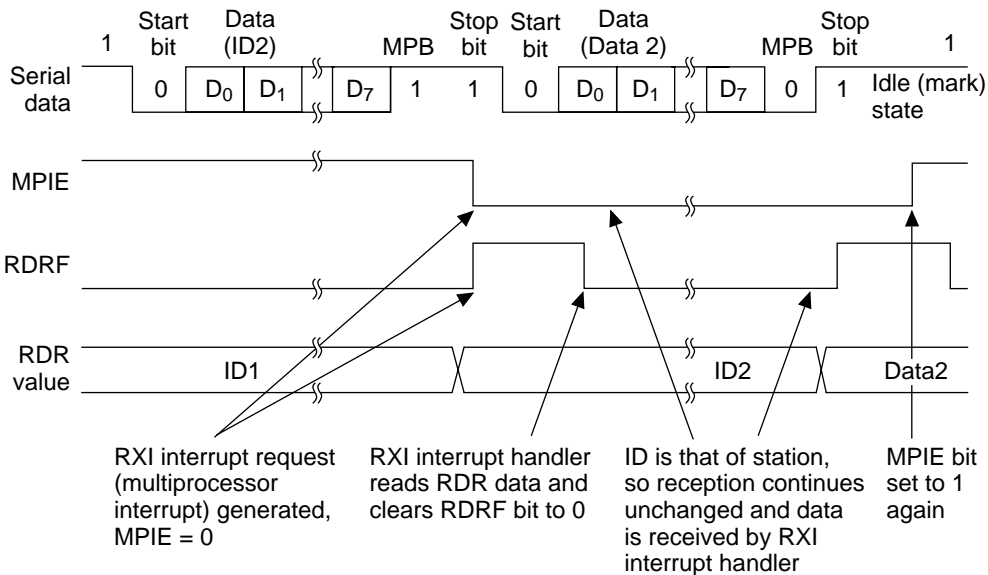 1 Start bit Data (ID2) MPB Stop bit Start bit Data (Data 2) MPB Stop bit 1
Serial data 0 D0 D1 D7 1 1 0 D0 D1 D7 0 1 Idle (mark) state
MPIE
RDRF
RDR value ID1 ID2 Data2
RXI interrupt request
(multiprocessor
interrupt) generated,
MPIE = 0
RXI interrupt handler
reads RDR data and
clears RDRF bit to 0
ID is that of station,
so reception continues
unchanged and data
is received by RXI
interrupt handler
MPIE bit
set to 1
again